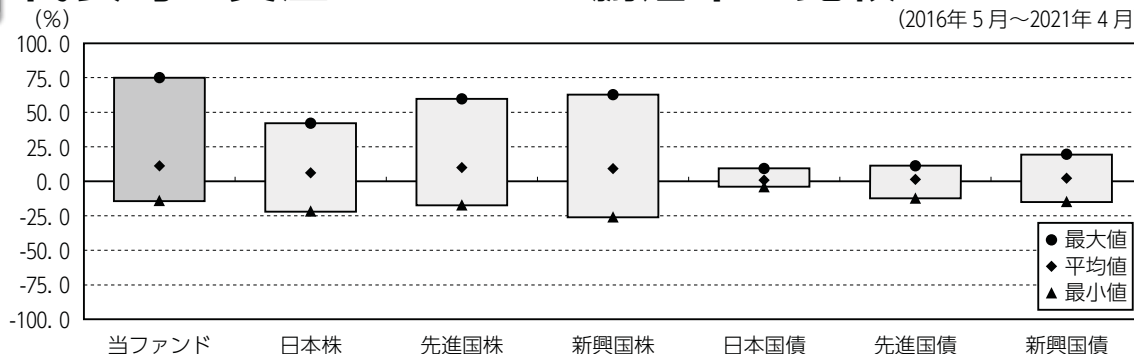 (%)
(2016年5月～2021年4月
100.0
75.0
50.0
25.0
0.0
-25.0
-50.0
-75.0
-100.0
● 最大値
◆ 平均値
▲ 最小値
当ファンド 日本株 先進国株 新興国株 日本国債 先進国債 新興国債